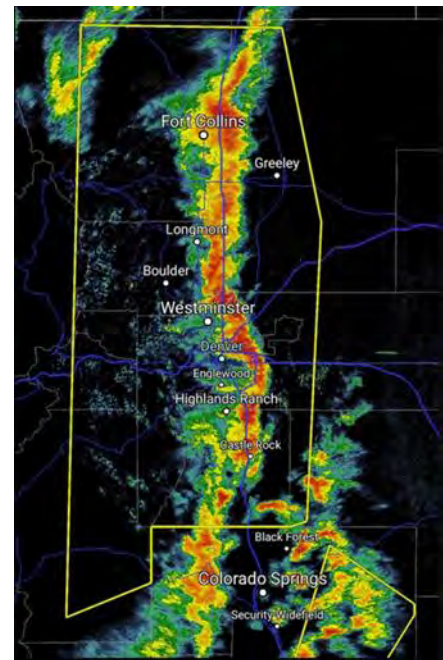 Fort Collins
Greeley
Longmont
Boulder
Westminster
Denver
Englewood
Highlands Ranch
Castle Rock
Black Forest
Colorado Springs
Security-Widefield